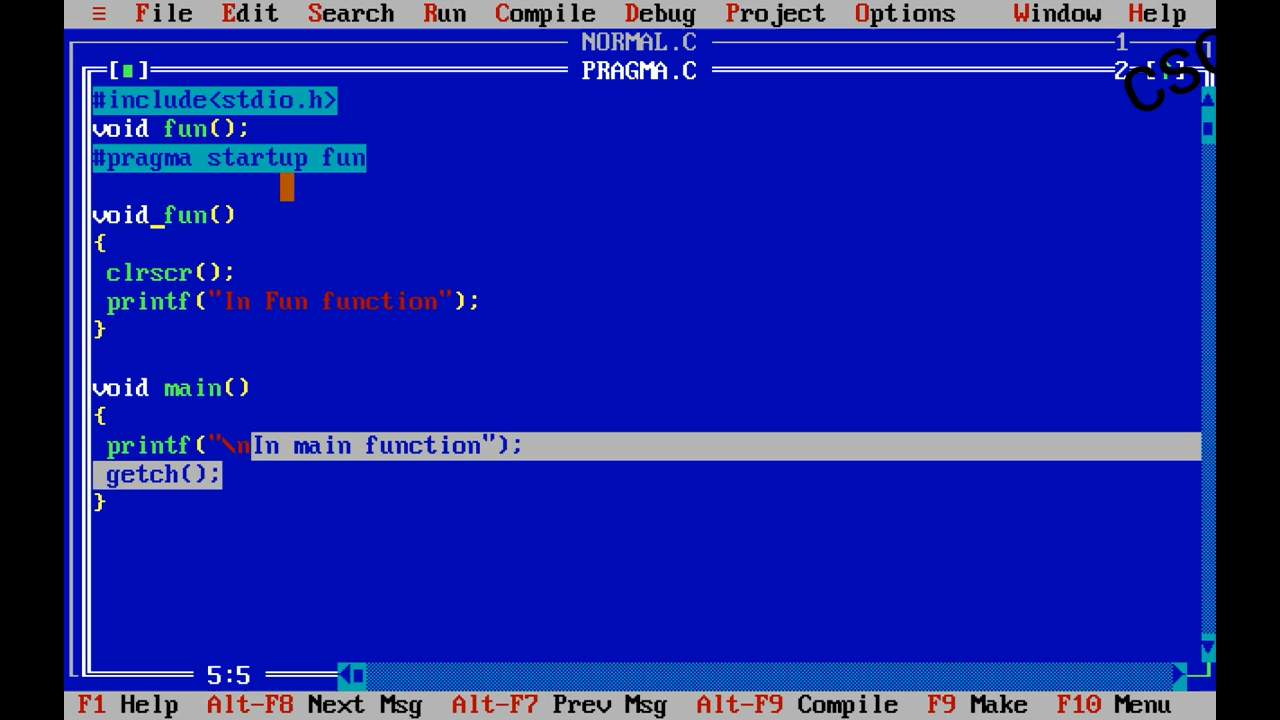 ≡ File Edit Search Run Compile Debug Project Options Window Help
NORMAL.C 1
[■] PRAGMA.C 2
#include<stdio.h>
void fun();
#pragma startup fun
void fun()
{
clrscr();
printf("In Fun function");
}
void main()
{
printf("\nIn main function");
getch();
}
5:5
F1 Help Alt-F8 Next Msg Alt-F7 Prev Msg Alt-F9 Compile F9 Make F10 Menu